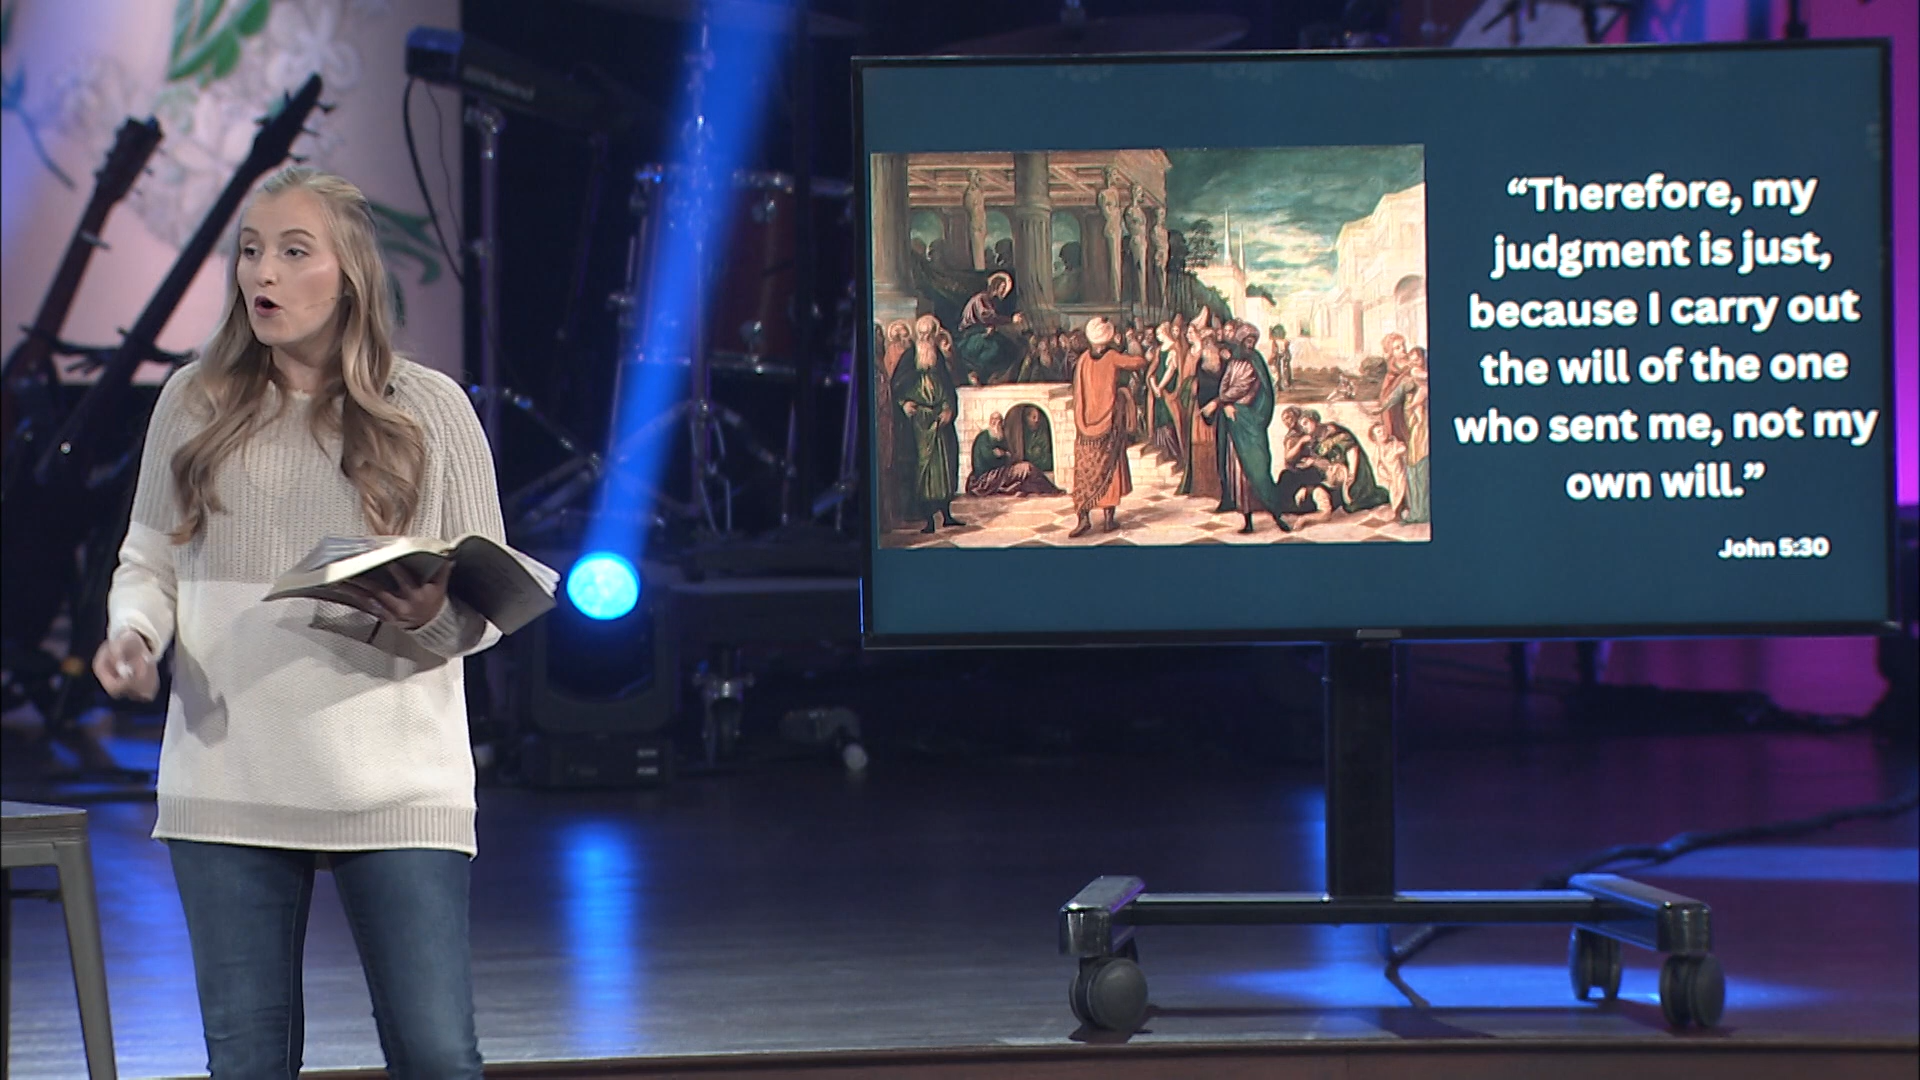 Roland
“Therefore, my
judgment is just,
because I carry out
the will of the one
who sent me, not my
own will.”
John 5:30